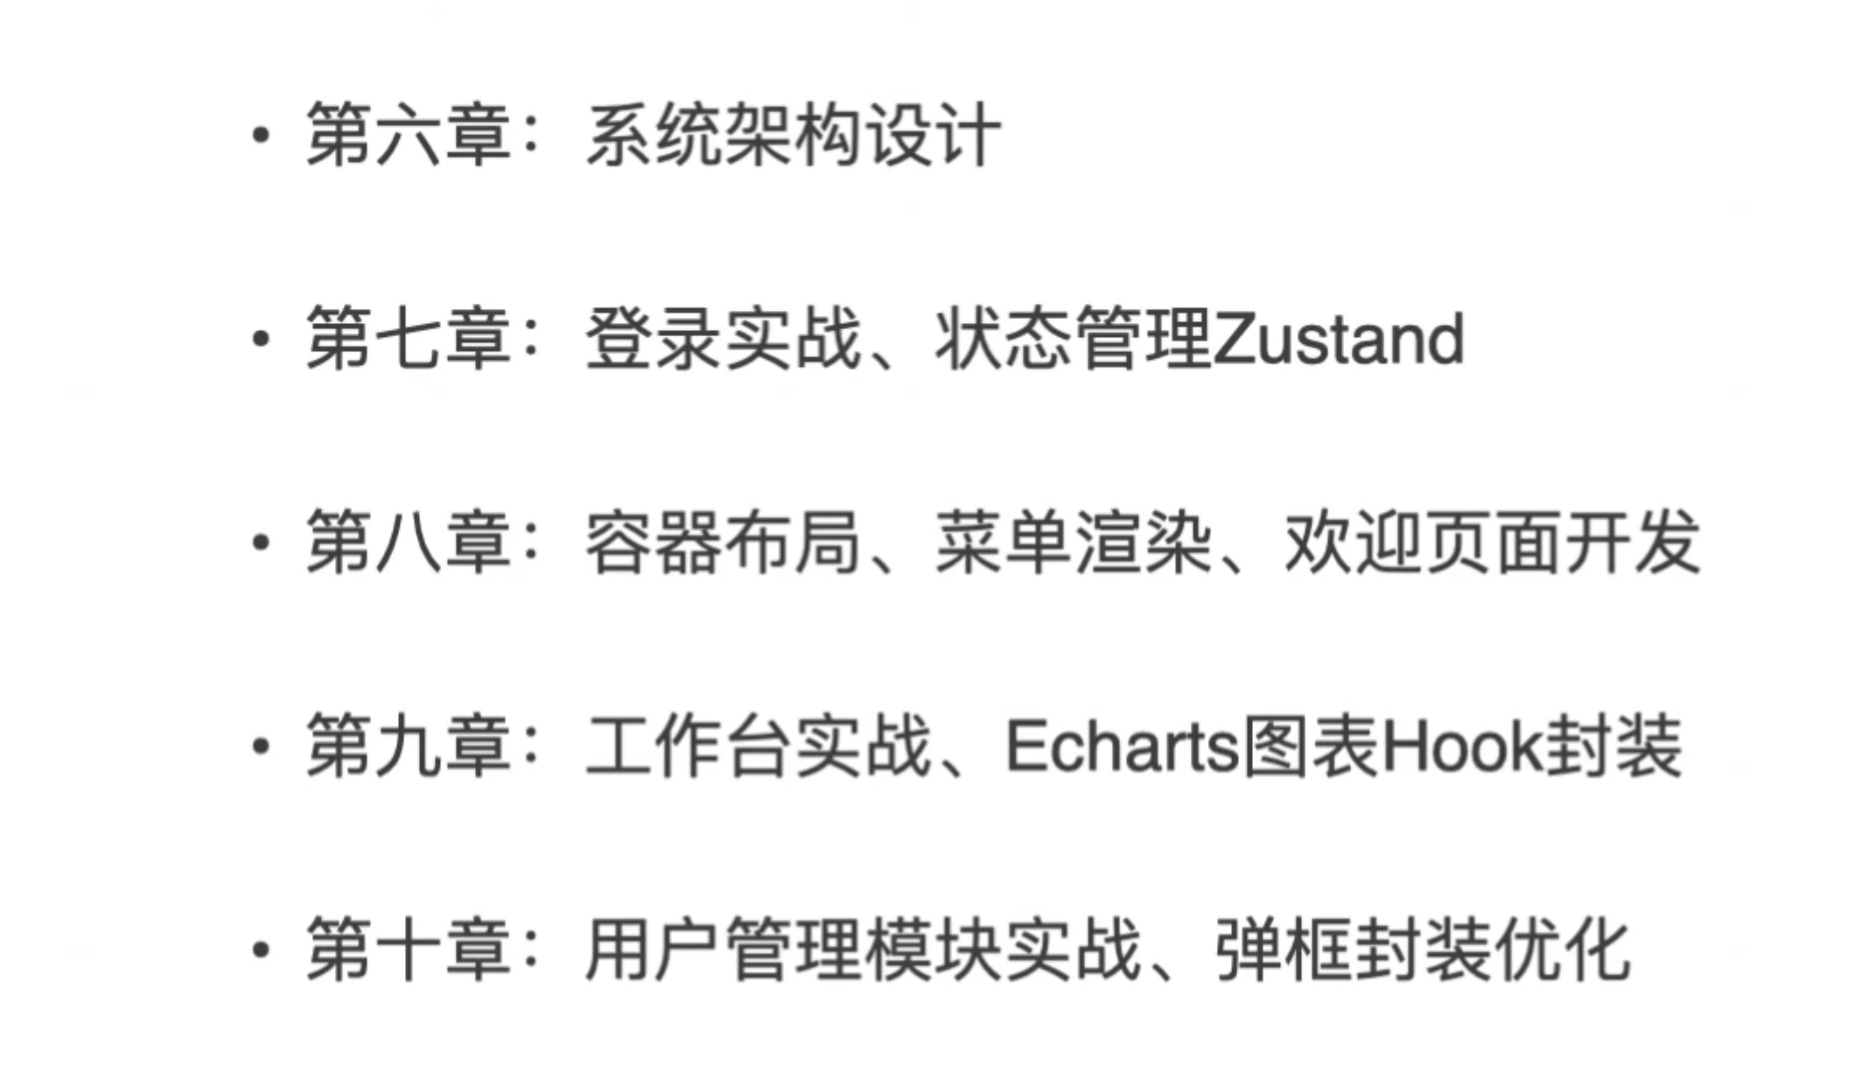 • 第六章：系统架构设计
• 第七章：登录实战、状态管理Zustand
• 第八章：容器布局、菜单渲染、欢迎页面开发
• 第九章：工作台实战、Echarts图表Hook封装
• 第十章：用户管理模块实战、弹框封装优化